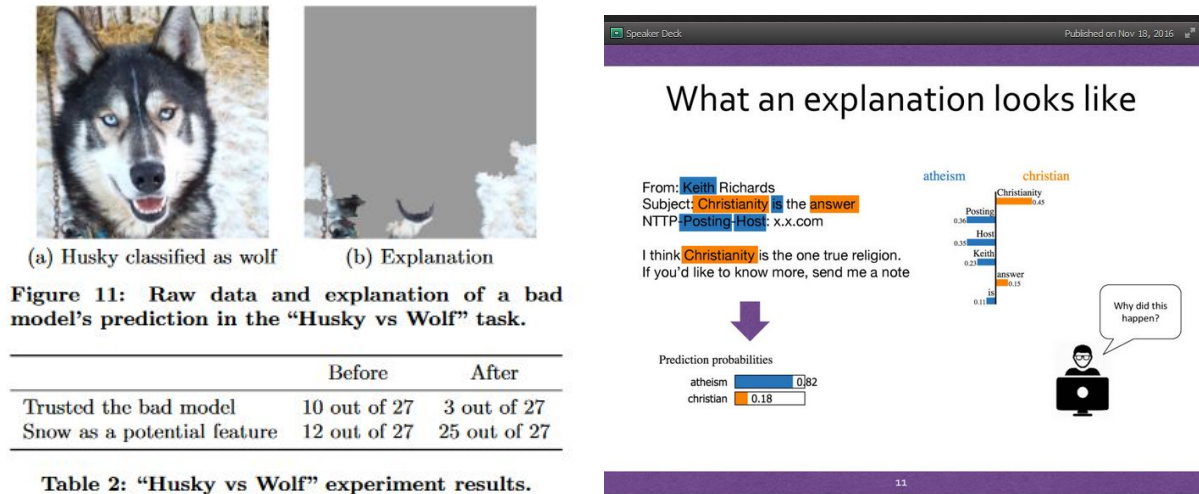 (a) Husky classified as wolf
(b) Explanation
Figure 11: Raw data and explanation of a bad
model's prediction in the "Husky vs Wolf" task.
Before After
Trusted the bad model 10 out of 27 3 out of 27
Snow as a potential feature 12 out of 27 25 out of 27
Table 2: "Husky vs Wolf" experiment results.
Speaker Deck
Published on Nov 18, 2016
What an explanation looks like
From: Keith Richards
Subject: Christianity is the answer
NTTP-Posting-Host: x.x.com
I think Christianity is the one true religion.
If you'd like to know more, send me a note
Prediction probabilities
atheism 0.82
christian 0.18
atheism christian
Christianity
0.45
Posting
0.36
Host
0.35
Keith
0.23
answer
0.15
is
0.11
Why did this
happen?
11